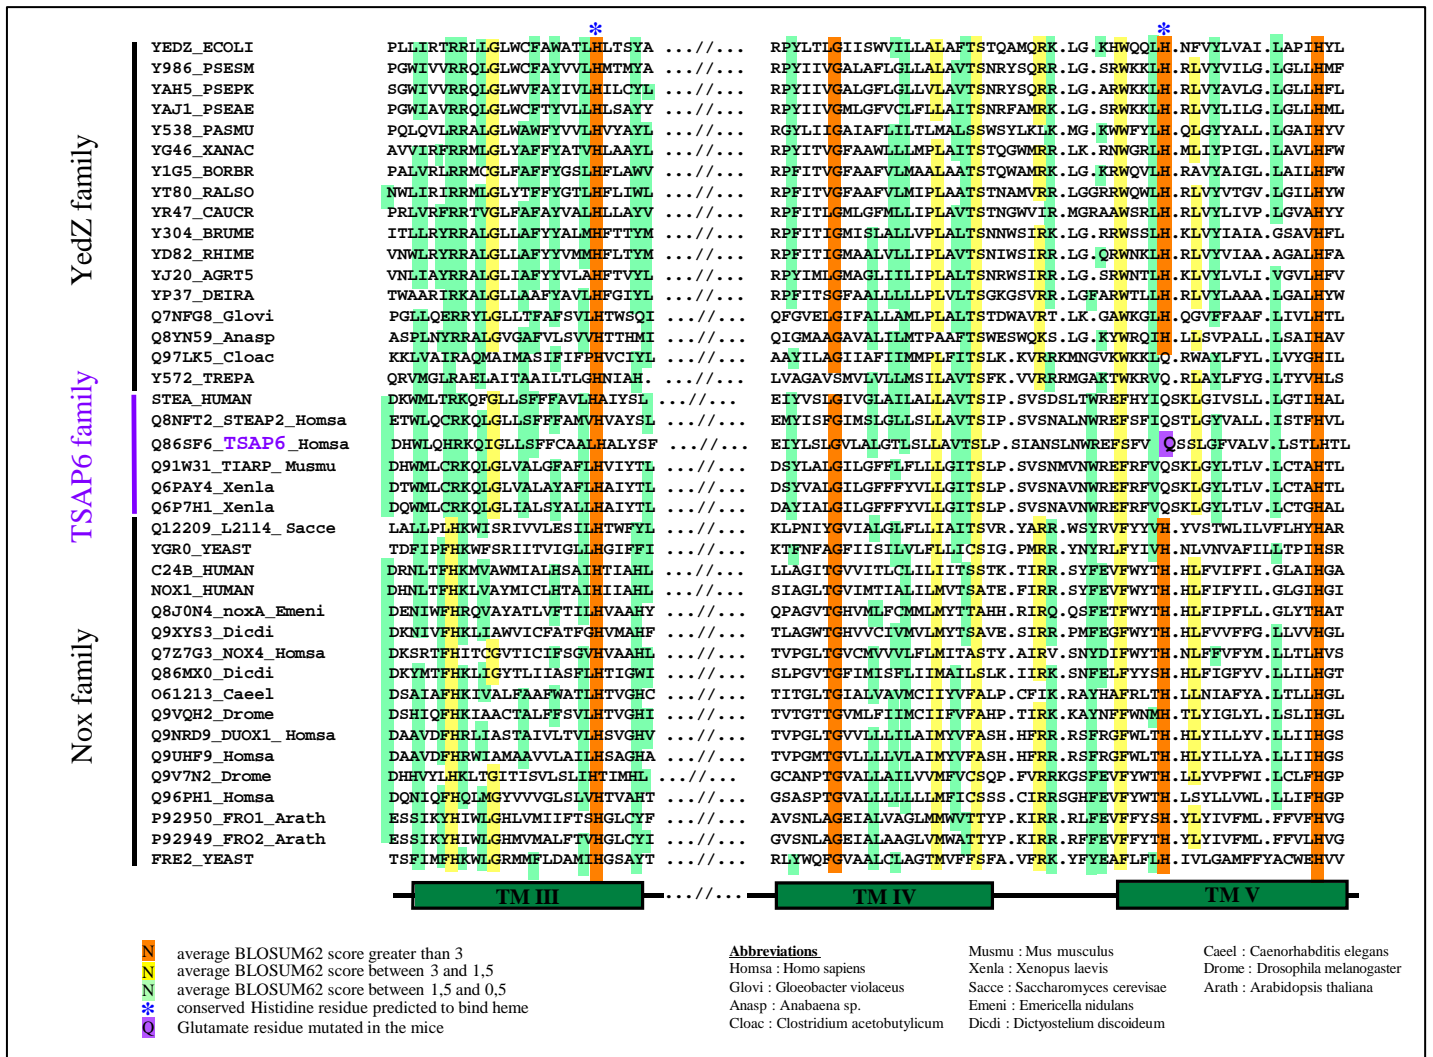 * *
YEDZ_ECOLI PLLIRTRRLLGLWCFAWATLHLTSYA ...//... RPYLTLGIISWVILLALAFTSTQAMQRK.LG.KHWQQLH.NFVYLVAI.LAPIHYL
Y986_PSESM PGWIVVRRQLGLWCFAYVVLHMTMYA ...//... RPYIIVGALAFLGLLALAVTSNRYSQRR.LG.SRWKKLH.RLVYVILG.LGLLHMF
YAH5_PSEPK SGWIVVRRQLGLWVFAYIVLHILCYL ...//... RPYIIVGAFGFLGLLVLAVTSNRYSQRR.LG.ARWKKLH.RLVYAVLG.LGLLHFL
YAJ1_PSEAE PGWIAVRRQLGLWCFTYVLLHLSAYY ...//... RPYIIVGMLGFVCLFLLAITSNRFAMRK.LG.SRWKKLH.RLVYLILG.LGLLHML
Y538_PASMU PQLQVLRRALGLWAWFYVVLHVYAYL ...//... RGYLIIGAIAFLILTLMALSSWSYLKLK.MG.KWWFYLH.QLGYYALL.LGAIHYV
YG46_XANAC AVVIRFRRMLGLYAFFYATVHLAAYL ...//... RPYITVGFAAWLLLMPLAITSTQGWMRR.LK.RNWGRLH.MLIYPIGL.LAVLHFW
Y1G5_BORBR PALVRLRRMCGLFAFFYGSLHFLAWV ...//... RPFITVGFAAFVLMAALAATSTQWAMRK.LG.KRWQVLH.RAVYAIGL.LAILHFW
YT80_RALSO NWLIRIRRMLGLYTFFYGTLHFLIWL ...//... RPFITVGFAAFVLMIPLAATSTNAMVRR.LGGRRWQWLH.RLVYVTGV.LGILHYW
YR47_CAUCR PRLVRFRRTVGLFAFAYVALHLLAYV ...//... RPFITLGMLGFMLLIPLAVTSTNGWVIR.MGRAAWSRLH.RLVYLIVP.LGVAHYY
Y304_BRUME ITLLRYRRALGLLAFFYYALMHFTTYM ...//... RPFITIGMISLALLVPLALTSNNWSIRK.LG.RRWSSLH.KLVYIAIA.GSAVHFL
YD82_RHIME VNWLRYRRALGLLAFFYVMMHFLTYM ...//... RPFITIGMAALVLLIPLALTSNIWSIRR.LG.QRWNKLH.RLVYVIAA.AGALHFA
YJ20_AGRT5 VNLIAYRRALGLIAFYYVLAHFTVYL ...//... RPYIMLGMAGLIILIPLALTSNRWSIRR.LG.SRWNTLH.KLVYLVLI.VGVLHFV
YP37_DEIRA TWAARIRKALGLLAAFYAVLHFGIYL ...//... RPFITSGFAALLLLLPLVLTSGKGSVRR.LGFARWTLLH.RLVYLAAA.LGALHYW
Q7NFG8_Glovi PGLLQERRYLGLLTFAFSVLHTWSQI ...//... QFGVELGIFALLAMLPLALTSTDWAVRT.LK.GAWKGLH.QGVFFAAF.LIVLHTL
Q8YN59_Anasp ASPLNYRRALGVGAFVLSVVHTTHMI ...//... QIGMAAGAVALILMTPAAFTSWESWQKS.LG.KYWRQIH.LLSVPALL.LSAIHAV
Q97LK5_Cloac KKLVAIRAQMAIMASIFIFPHVCIYL ...//... AAYILAGIIAFIIMMPLFITSLK.KVRRKMNGVKWKKLQ.RWAYLFYL.LVYGHIL
Y572_TREPA QRVMGLRAELAITAAILTLGHNIAH. ...//... LVAGAVSMVLVLLMSILAVTSFK.VVRRRMGAKTWKRVQ.RLAYLFYG.LTYVHLS
STEA_HUMAN DKWMLTRKQFGLLSFFFAVLHAIYSL ...//... EIYVSLGIVGLAILALLAVTSIP.SVSDSLTWREFHYIQSKLGIVSLL.LGTIHAL
Q8NFT2_STEAP2_Homsa ETWLQCRKQLGLLSFFFAMVHVAYSL ...//... EMYISFGIMSLGLLSLLAVTSIP.SVSNALNWREFSFIQSTLGYVALL.ISTFHVL
Q86SF6_TSAP6_Homsa DHWLQHRKQIGLLSFFCAALHALYSF ...//... EIYLSLGVLALGTLSLLAVTSLP.SIANSLNWREFSFV QSSLGFVALV.LSTLHTL
Q91W31_TIARP_Musmu DHWMLCRKQLGLVALGFAFLHVIYTL ...//... DSYLALGILGFFLFLLLGITSLP.SVSNMVNWREFRFVQSKLGYLTLV.LCTAHTL
Q6PAY4_Xenla DTWMLCRKQLGLVALAYAFLHAIYTL ...//... DSYVALGILGFFFYVLLGITSLP.SVSNAVNWREFRFVQSKLGYLTLV.LCTAHTL
Q6P7H1_Xenla DQWMLCRKQLGLIALSYALLHAIYTL ...//... DAYIALGILGFFFYVLLGITSLP.SVSNAVNWREFRFVQSKLGYLTLV.LCTGHAL
Q12209_L2114_Sacce LALLPLHKWISRIVVLESILHTWFYL ...//... KLPNIYGVIALGLFLLLAITSVR.YARR.WSYRVFYYVH.YVSTWLILVFLHYHAR
YGR0_YEAST TDFIPFHKWFSRIITVIGLLHGIFFI ...//... KTFNFAGFIISILVLFLLICSIG.PMRR.YNYRLFYIVH.NLVNVAFILLTPIHSR
C24B_HUMAN DRNLTFHKMVAWMIALHSAIHTIAHL ...//... LLAGITGVVITLCLILIITSSTK.TIRR.SYFEVFWYTH.HLFVIFFI.GLAIHGA
NOX1_HUMAN DHNLTFHKLVAYMICLHTAIHIIAHL ...//... SIAGLTGVIMTIALILMVTSATE.FIRR.SYFEVFWYTH.HLFIFYIL.GLGIHGI
Q8J0N4_noxA_Emeni DENIWFHRQVAYATLVFTILHVAAHY ...//... QPAGVTGHVMLFCMMLMYTTAHH.RIRQ.QSFETFWYTH.HLFIPFLL.GLYTHAT
Q9XYS3_Dicdi DKNIVFHKLIAWVICFATFGHVMAHF ...//... TLAGWTGHVVCIVMVLMYTSAVE.SIRR.PMFEGFWYTH.HLFVVFFG.LLVVHGL
Q7Z7G3_NOX4_Homsa DKSRTFHITCGVTICIFSGVHVAAHL ...//... TVPGLTGVCMVVVLFLMITASTY.AIRV.SNYDIFWYTH.NLFFVFYM.LLTLHVS
Q86MX0_Dicdi DKYMTFHKLIGYTLIIASFLHTIGWI ...//... SLPGVTGFIMISFLIIMAILSLK.IIRK.SNFELFYYSH.HLFIGFYV.LLILHGT
O61213_Caeel DSAIAFHKIVALFAAFWATLHTVGHC ...//... TITGLTGIALVAVMCIIYVFALP.CFIK.RAYHAFRLTH.LLNIAFYA.LTLLHGL
Q9VQH2_Drome DSHIQFHKIAACTALFFSVLHTVGHI ...//... TVTGTTGVMLFIIMCIIFVFAHP.TIRK.KAYNFFWNMH.TLYIGLYL.LSLIHGL
Q9NRD9_DUOX1_Homsa DAAVDFHRLIASTAIVLTVLHSVGHV ...//... TVPGLTGVVLLLILAIMYVFASH.HFRR.RSFRGFWLTH.HLYILLYV.LLIIHGS
Q9UHF9_Homsa DAAVDFHRWIAMAAVVLAILHSAGHA ...//... TVPGMTGVLLLLVLAIMYVFASH.HFRR.RSFRGFWLTH.HLYILLYA.LLIIHGS
Q9V7N2_Drome DHHVYLHKLTGITISVLSLIHTIMHL ...//... GCANPTGVALLAILVVMFVCSQP.FVRRKGSFEVFYWTH.LLYVPFWI.LCLFHGP
Q96PH1_Homsa DQNIQFHQLMGYVVVGLSLVHTVAHT ...//... GSASPTGVALLLLLLLMFICSSS.CIRRSGHFEVFYWTH.LSYLLVWL.LLIFHGP
P92950_FRO1_Arath ESSIKYHIWLGHLVMIIFTSHGLCYF ...//... AVSNLAGEIALVAGLMMWVTTYP.KIRR.RLFEVFFYSH.YLYIVFML.FFVFHVG
P92949_FRO2_Arath ESSIKYHIWLGHMVMALFTVHGLCYI ...//... GVSNLAGEIALAAGLVMWATTYP.KIRR.RFFEVFFYTH.YLYIVFML.FFVLHVG
FRE2_YEAST TSFIMFHKWLGRMMFLDAMIHGSAYT ...//... RLYWQFGVAALCLAGTMVFFSFA.VFRK.YFYEAFLFLH.IVLGAMFFYACWEHVV
YedZ family
TSAP6 family
Nox family
TM III ...//... TM IV TM V
N average BLOSUM62 score greater than 3
N average BLOSUM62 score between 3 and 1,5
N average BLOSUM62 score between 1,5 and 0,5
* conserved Histidine residue predicted to bind heme
Q Glutamate residue mutated in the mice
Abbreviations
Homsa : Homo sapiens
Glovi : Gloeobacter violaceus
Anasp : Anabaena sp.
Cloac : Clostridium acetobutylicum
Musmu : Mus musculus
Xenla : Xenopus laevis
Sacce : Saccharomyces cerevisae
Emeni : Emericella nidulans
Dicdi : Dictyostelium discoideum
Caeel : Caenorhabditis elegans
Drome : Drosophila melanogaster
Arath : Arabidopsis thaliana